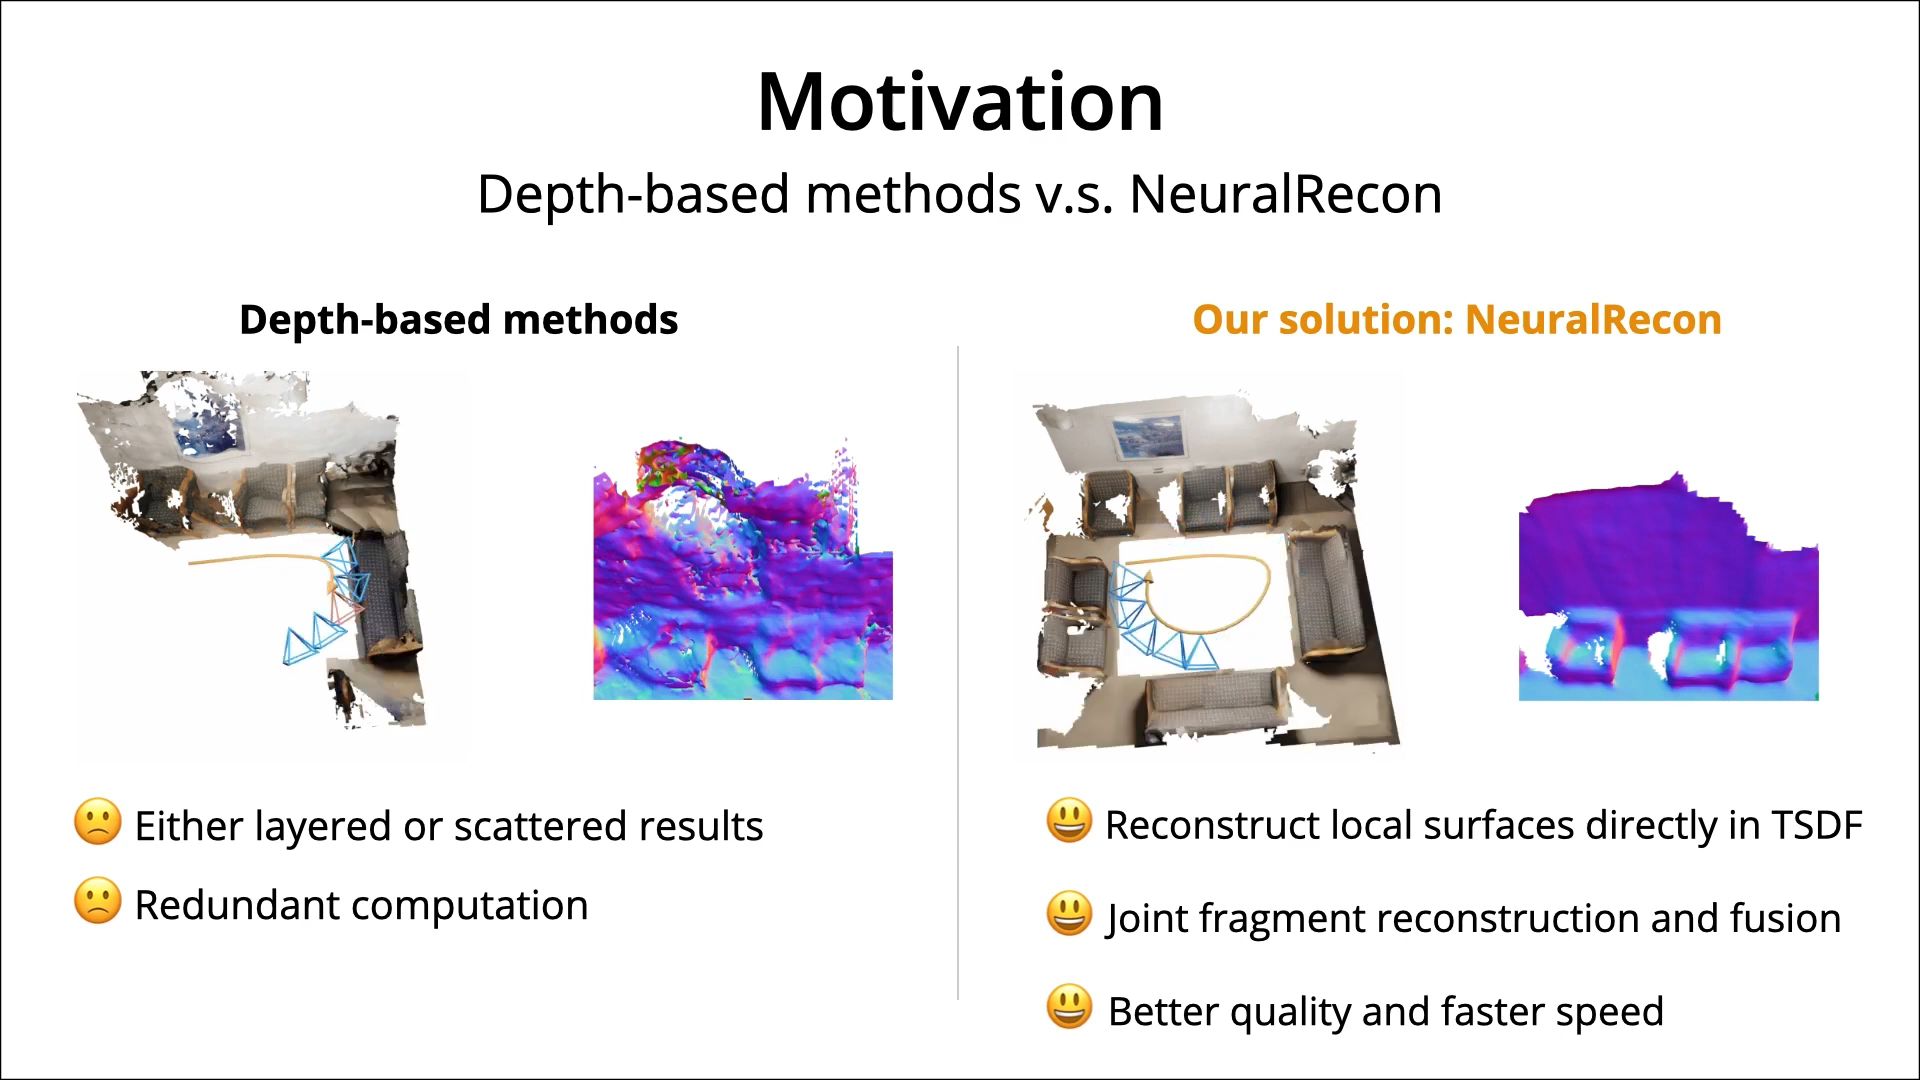 Motivation
Depth-based methods v.s. NeuralRecon
Depth-based methods
Either layered or scattered results
Redundant computation
Our solution: NeuralRecon
Reconstruct local surfaces directly in TSDF
Joint fragment reconstruction and fusion
Better quality and faster speed